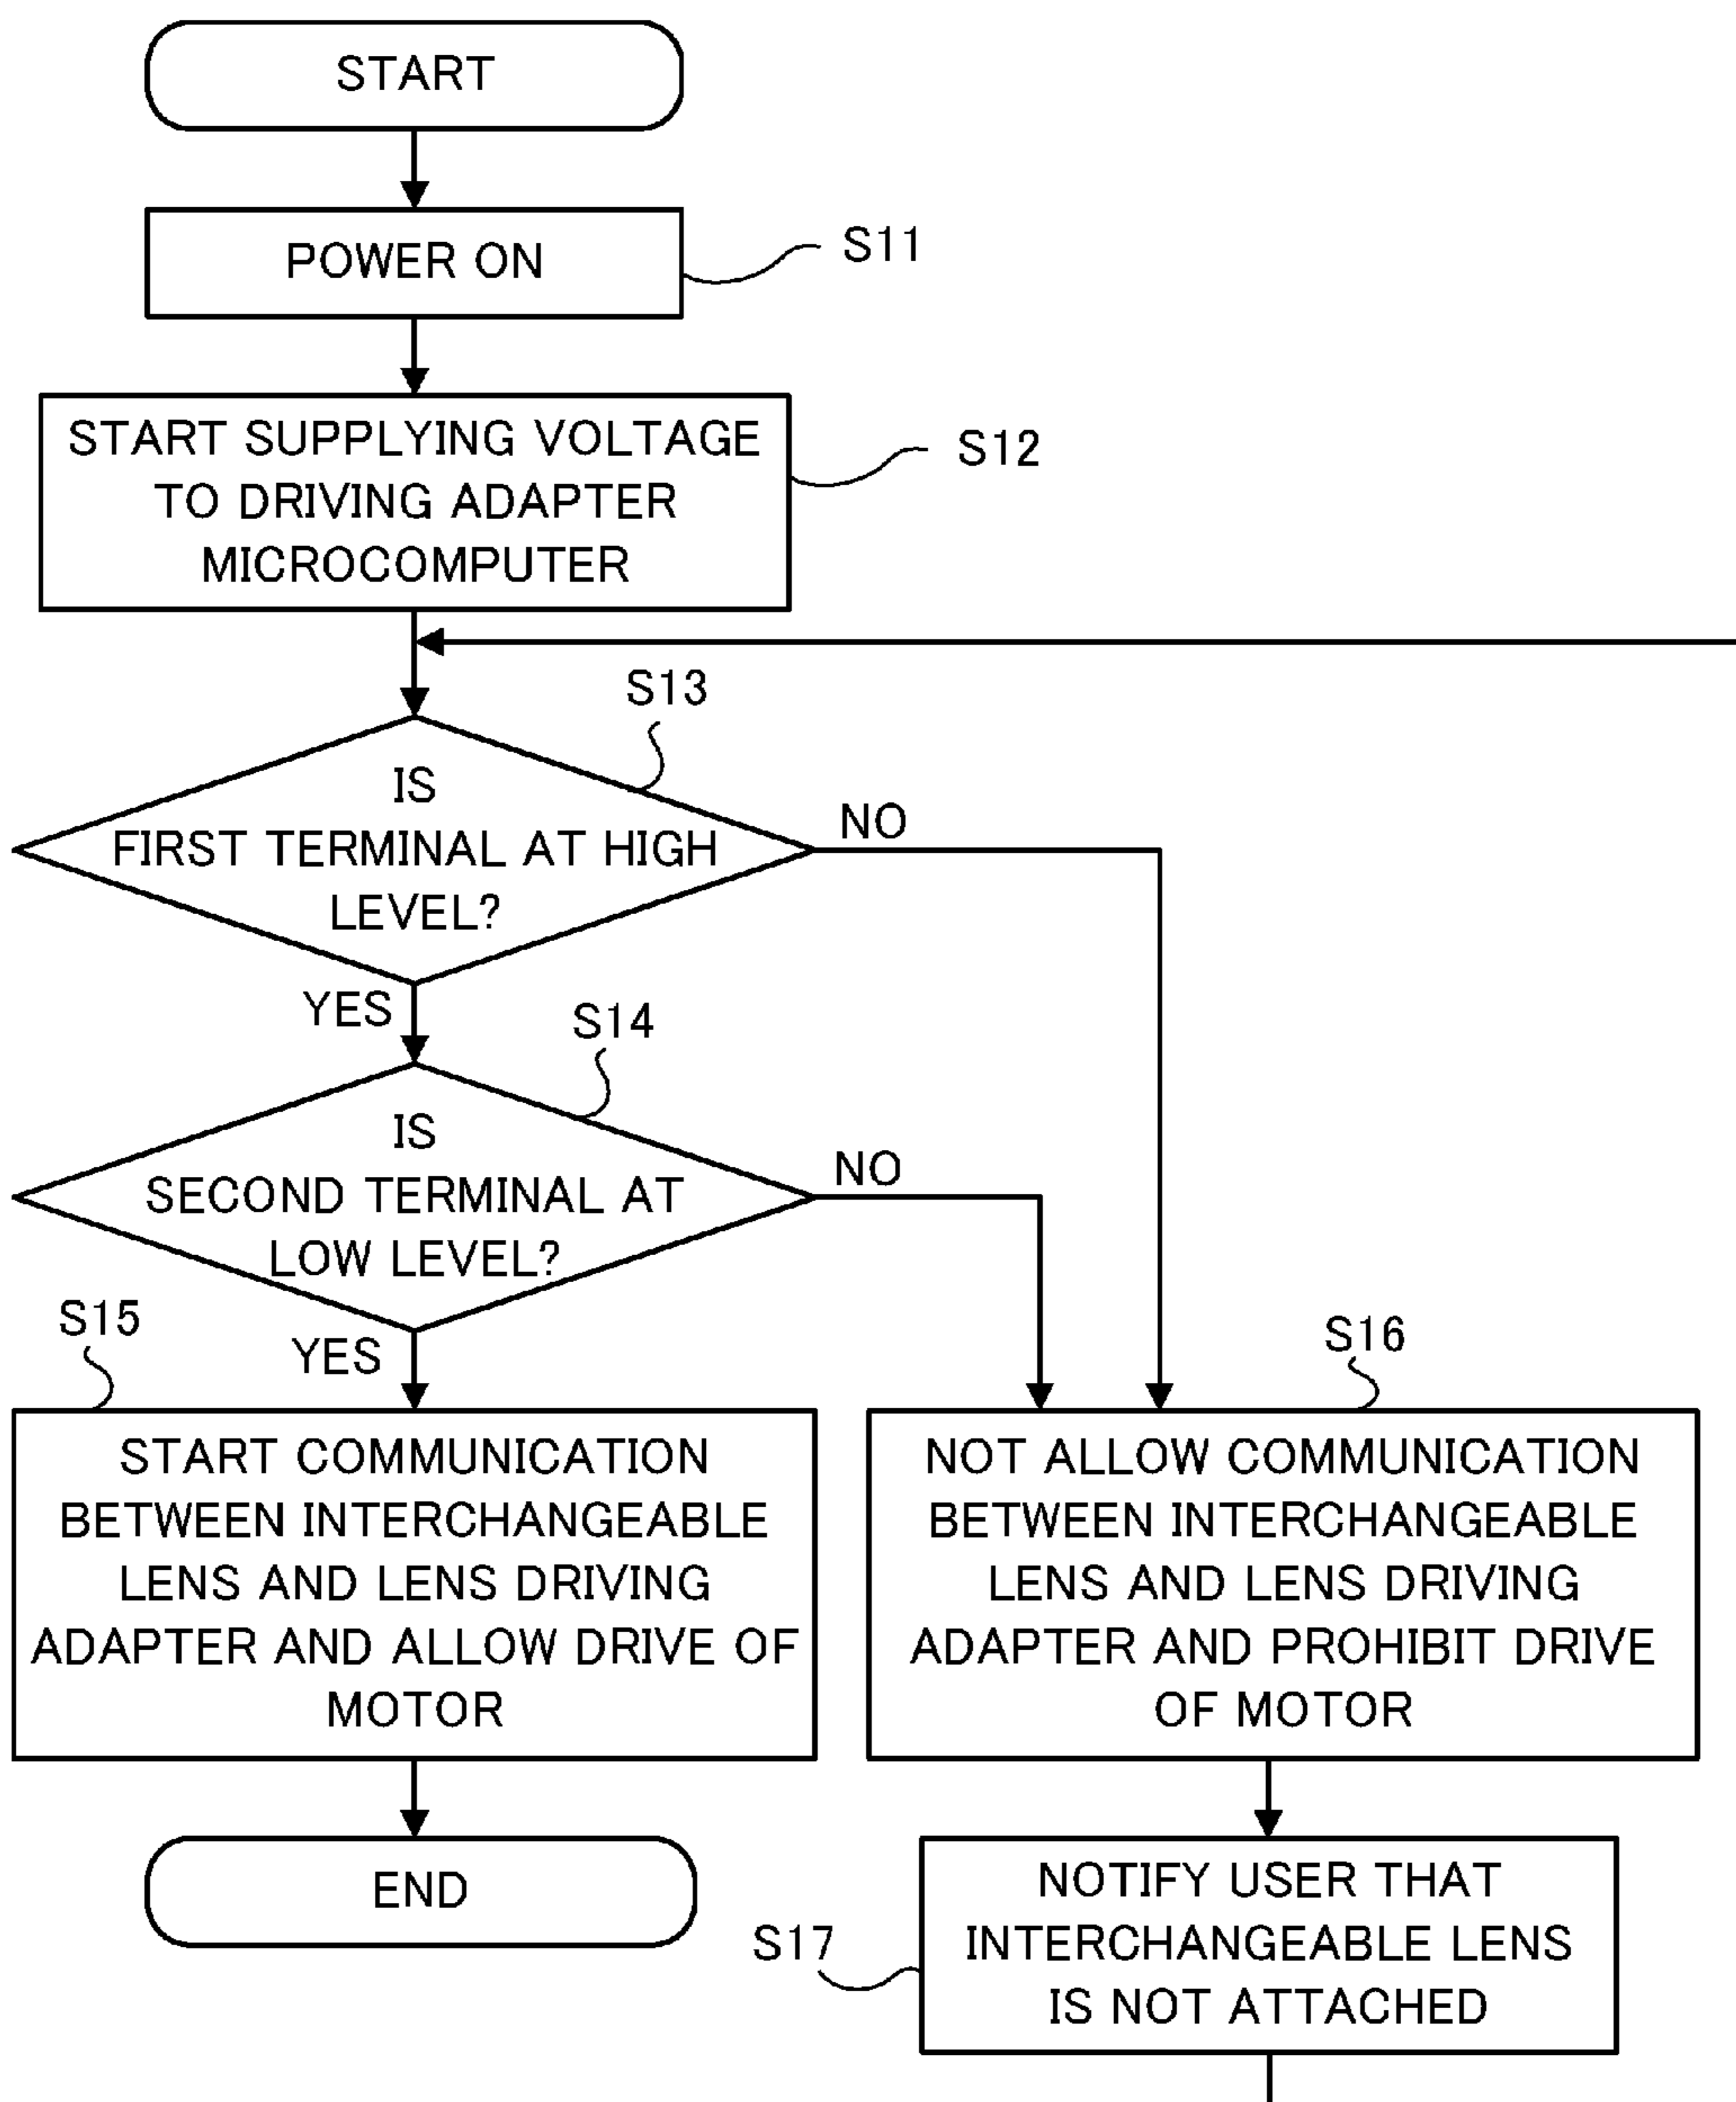 START
POWER ON
S11
START SUPPLYING VOLTAGE
TO DRIVING ADAPTER
MICROCOMPUTER
S12
S13
IS
FIRST TERMINAL AT HIGH
LEVEL?
NO
YES
S14
IS
SECOND TERMINAL AT
LOW LEVEL?
NO
YES
S15
START COMMUNICATION
BETWEEN INTERCHANGEABLE
LENS AND LENS DRIVING
ADAPTER AND ALLOW DRIVE OF
MOTOR
S16
NOT ALLOW COMMUNICATION
BETWEEN INTERCHANGEABLE
LENS AND LENS DRIVING
ADAPTER AND PROHIBIT DRIVE
OF MOTOR
END
S17
NOTIFY USER THAT
INTERCHANGEABLE LENS
IS NOT ATTACHED